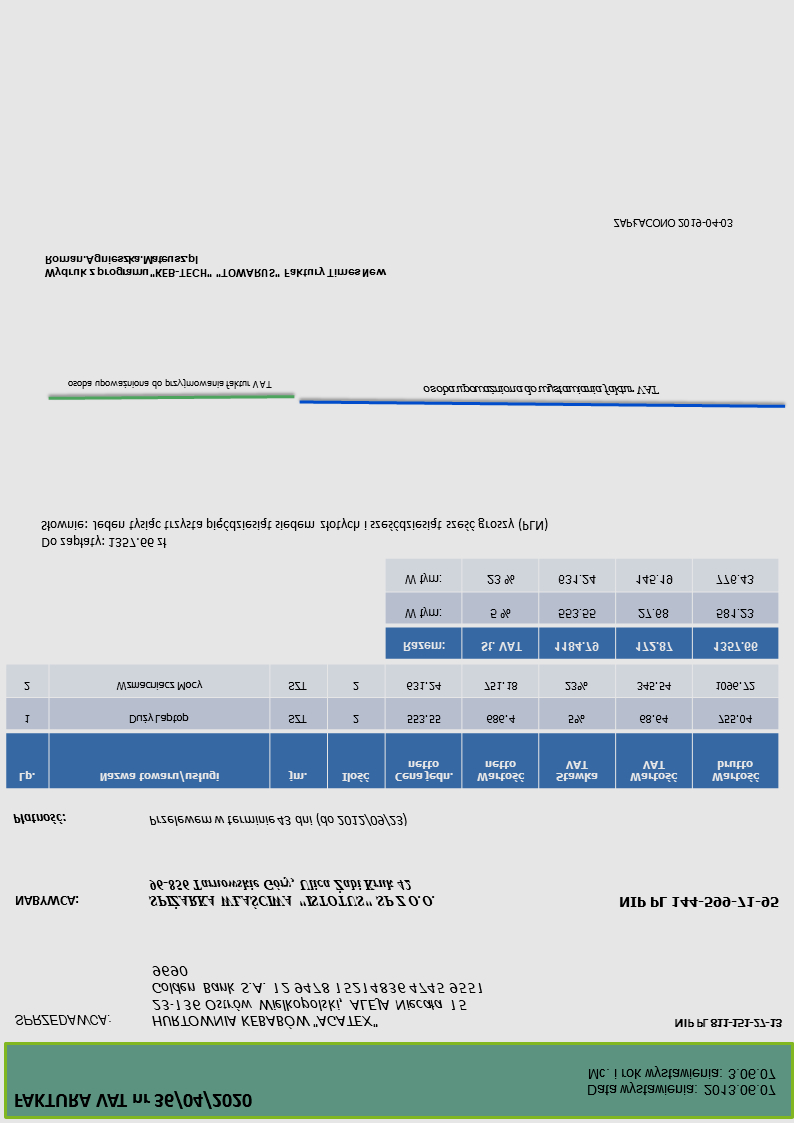 FAKTURA VAT nr 36/04/2020
Data wystawienia: 2013.06.07
Mc. i rok wystawienia: 3.06.07
SPRZEDAWCA: HURTOWNIA KEBABÓW "AGATEX" NIP PL 811-151-27-13
23-136 Ostrów Wielkopolski, ALEJA Niecała 15
Golden Bank S.A. 12 9478 15214836 4745 9551
9690
NABYWCA: SPIŻARKA WŁAŚCIWA "ISTOTUS" SP Z O.O. NIP PL 144-599-71-95
96-856 Tarnowskie Góry, Ulica Żabi Kruk 42
Płatność: Przelewem w terminie 43 dni (do 2012/09/23)
Lp. Nazwa towaru/usługi jm. Ilość Cena jedn. Wartość Stawka Wartość Wartość
netto netto VAT VAT brutto
1 Duży Laptop SZT 2 553.55 686.4 5% 68.64 755.04
2 Wzmacniacz Mocy SZT 2 631.24 751.18 23% 345.54 1096.72
Razem: St. VAT 1184.79 172.87 1357.66
W tym: 5 % 553.55 27.68 581.23
W tym: 23 % 631.24 145.19 776.43
Do zapłaty: 1357.66 zł
Słownie: Jeden tysiąc trzysta pięćdziesiąt siedem złotych i sześćdziesiąt sześć groszy (PLN)
osoba upoważniona do przyjmowania faktur VAT
osoba upoważniona do wystawiania faktur VAT
Wydruk z programu "KEB-TECH" "TOWARUS" Faktury Times New
Roman.Agnieszka.Mateusz.pl
ZAPŁACONO 2019-04-03